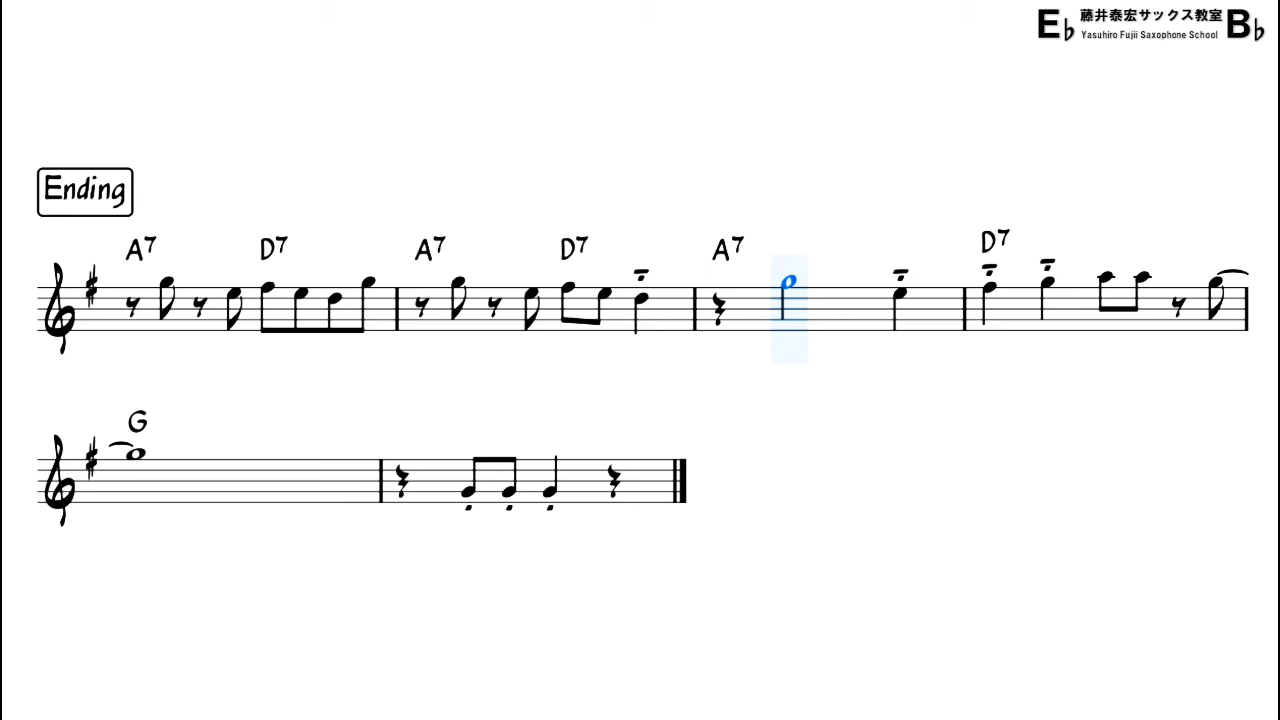 E♭ 藤井泰宏サックス教室 B♭
Yasuhiro Fujii Saxophone School
Ending
A7 D7 A7 D7 A7 D7
G